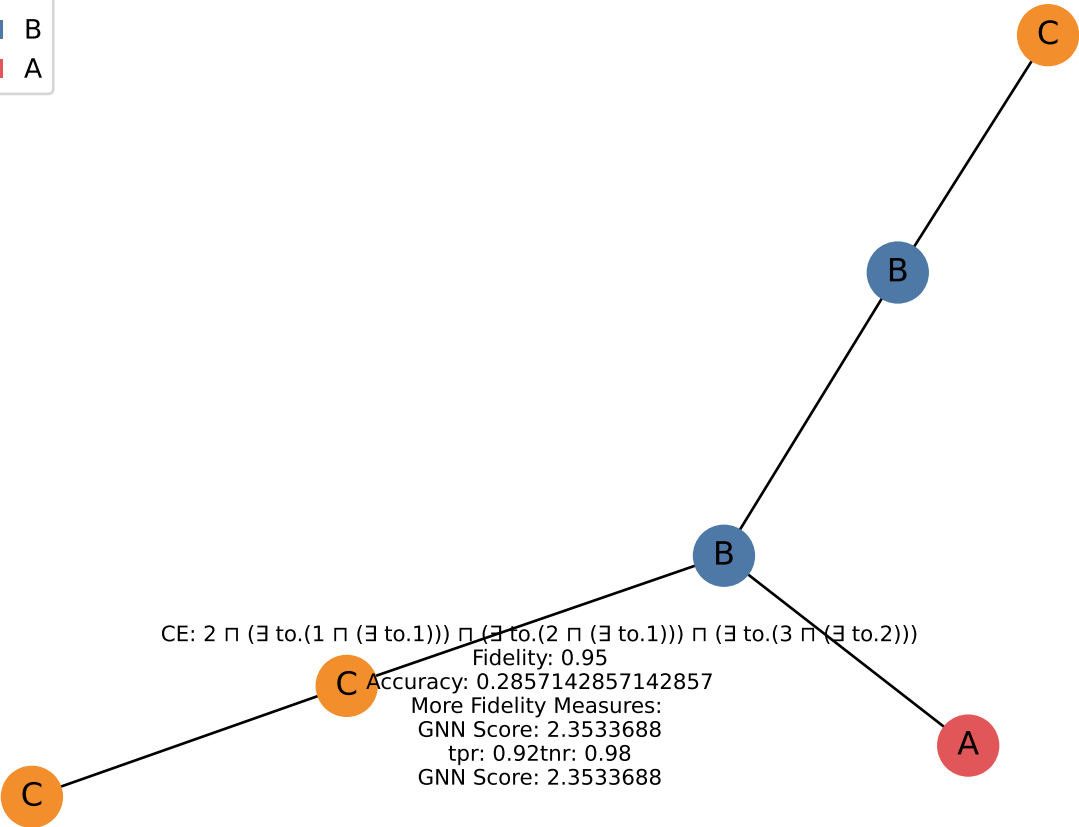 B
A
C
B
B
CE: 2 ⊓ (∃ to.(1 ⊓ (∃ to.1))) ⊓ (∃ to.(2 ⊓ (∃ to.1))) ⊓ (∃ to.(3 ⊓ (∃ to.2)))
Fidelity: 0.95
C
Accuracy: 0.2857142857142857
More Fidelity Measures:
GNN Score: 2.3533688
A
tpr: 0.92tnr: 0.98
GNN Score: 2.3533688
C